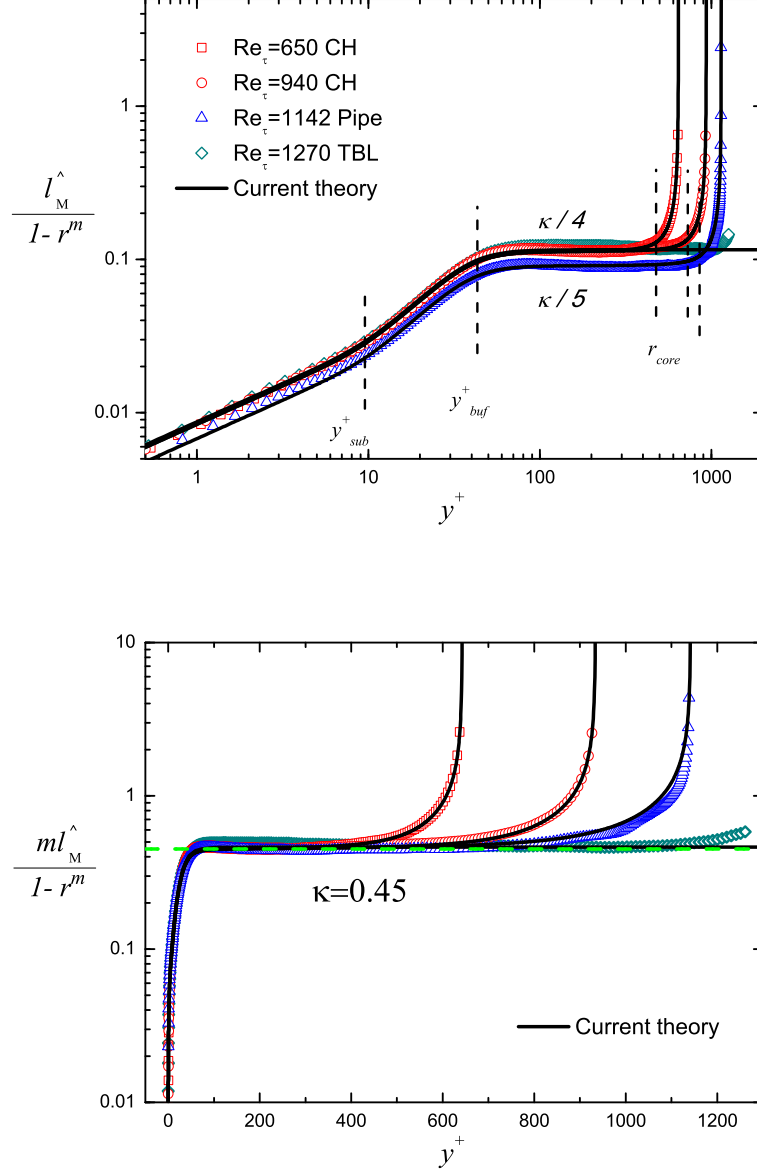 Re_τ=650 CH
Re_τ=940 CH
Re_τ=1142 Pipe
Re_τ=1270 TBL
Current theory
l^_M
1- r^m
1
0.1
0.01
κ / 4
κ / 5
r_core
y^+_sub
y^+_buf
1
10
100
1000
y^+
10
1
0.1
0.01
ml^_M
1- r^m
κ=0.45
Current theory
0
200
400
600
800
1000
1200
y^+